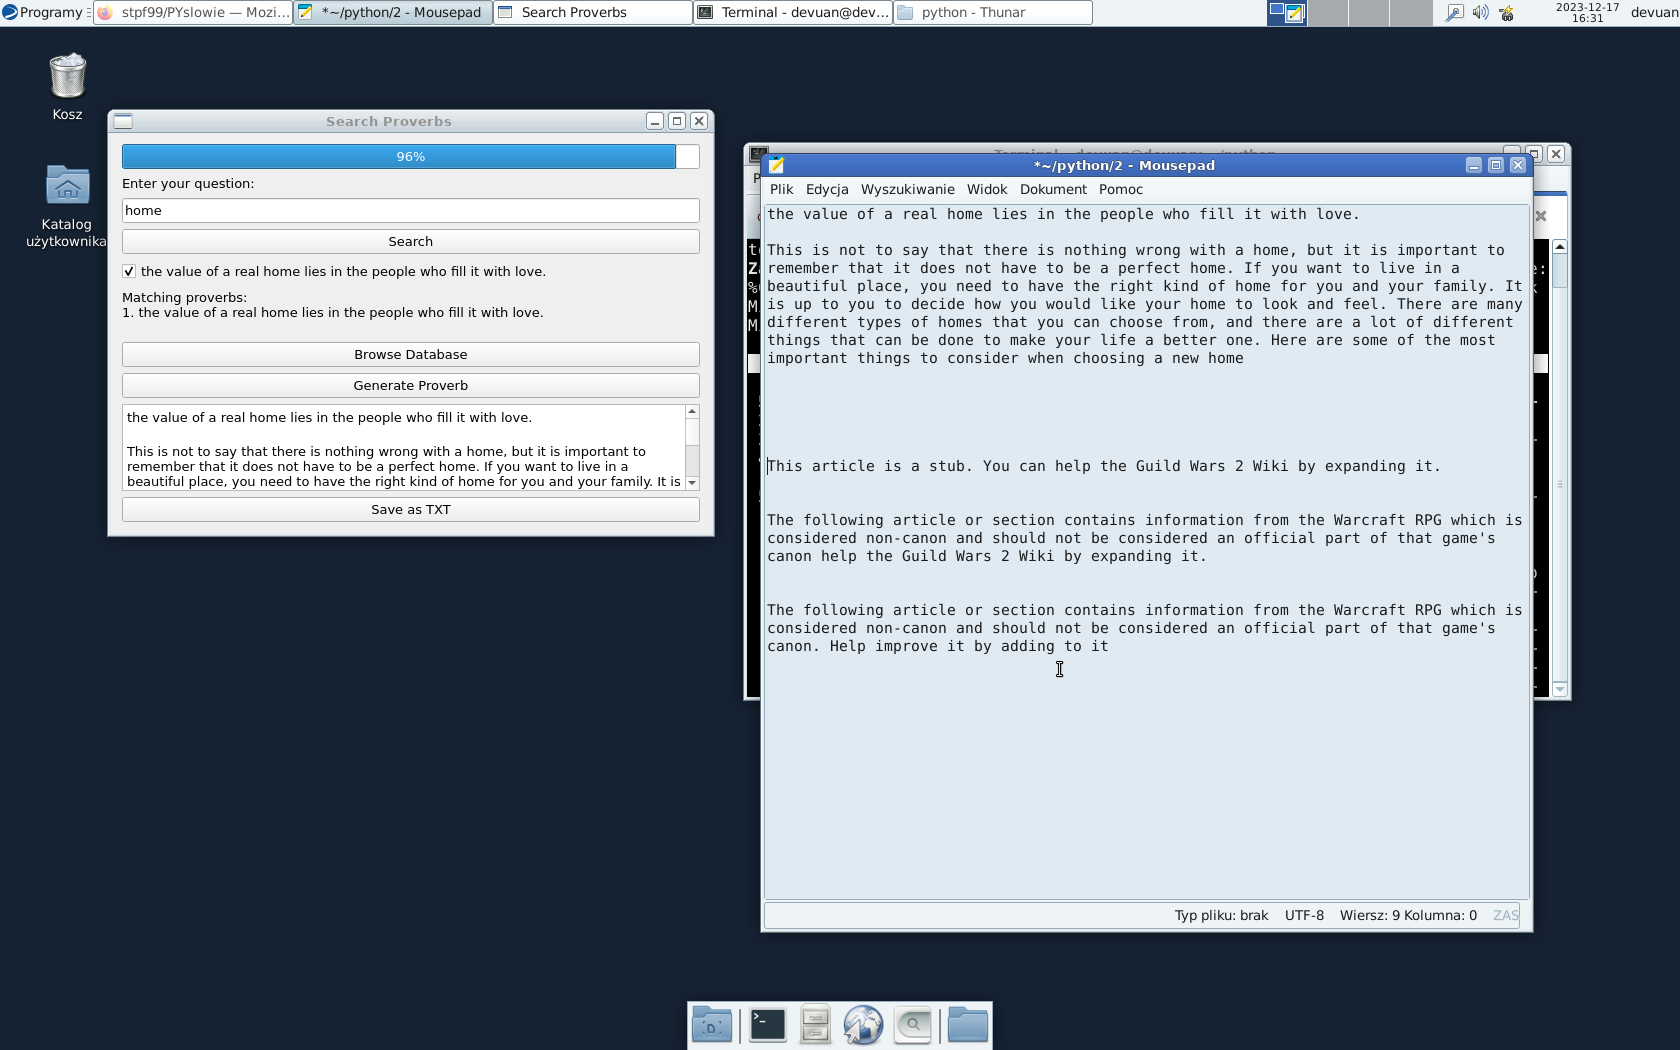 Programy
stpf99/PYslowie — Mozi...
*~/python/2 - Mousepad
Search Proverbs
Terminal - devuan@dev...
python - Thunar
2023-12-17
16:31
devuan
Kosz
Katalog
użytkownika
Search Proverbs
96%
Enter your question:
home
Search
the value of a real home lies in the people who fill it with love.
Matching proverbs:
1. the value of a real home lies in the people who fill it with love.
Browse Database
Generate Proverb
the value of a real home lies in the people who fill it with love.
This is not to say that there is nothing wrong with a home, but it is important to
remember that it does not have to be a perfect home. If you want to live in a
beautiful place, you need to have the right kind of home for you and your family. It is
Save as TXT
*~/python/2 - Mousepad
Plik Edycja Wyszukiwanie Widok Dokument Pomoc
the value of a real home lies in the people who fill it with love.
This is not to say that there is nothing wrong with a home, but it is important to
remember that it does not have to be a perfect home. If you want to live in a
beautiful place, you need to have the right kind of home for you and your family. It
is up to you to decide how you would like your home to look and feel. There are many
different types of homes that you can choose from, and there are a lot of different
things that can be done to make your life a better one. Here are some of the most
important things to consider when choosing a new home
This article is a stub. You can help the Guild Wars 2 Wiki by expanding it.
The following article or section contains information from the Warcraft RPG which is
considered non-canon and should not be considered an official part of that game's
canon help the Guild Wars 2 Wiki by expanding it.
The following article or section contains information from the Warcraft RPG which is
considered non-canon and should not be considered an official part of that game's
canon. Help improve it by adding to it
Typ pliku: brak UTF-8 Wiersz: 9 Kolumna: 0 ZAS